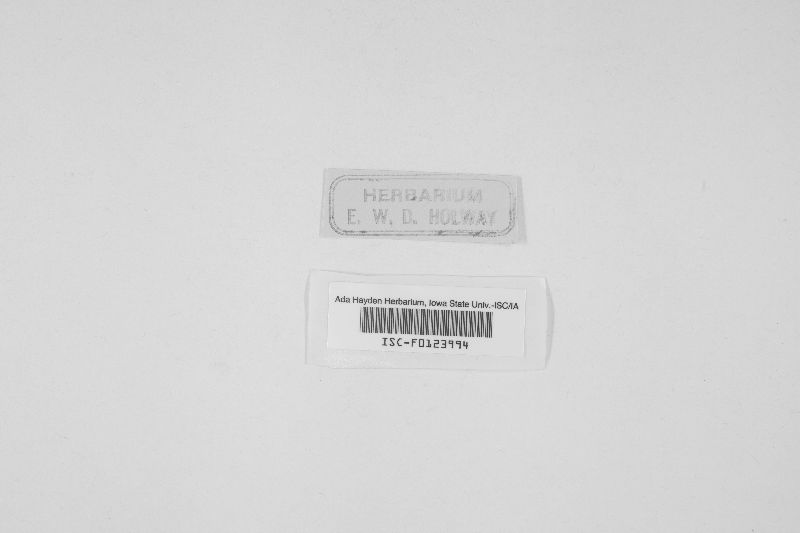 HERBARIUM
E. W. D. HOLWAY
Ada Hayden Herbarium, Iowa State Univ.-ISC/IA
ISC-F0123994